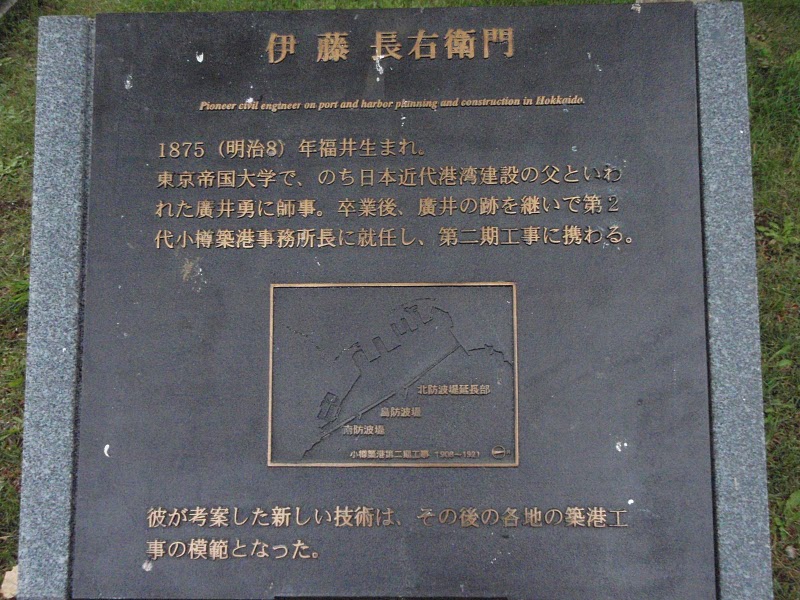 伊藤 長右衛門
Pioneer civil engineer on port and harbor planning and construction in Hokkaido.
1875（明治8）年福井生まれ。
東京帝国大学で、のち日本近代港湾建設の父といわ
れた廣井勇に師事。卒業後、廣井の跡を継いで第２
代小樽築港事務所長に就任し、第二期工事に携わる。
北防波堤延長部
島防波堤
南防波堤
小樽築港第二期工事 1908～1921
彼が考案した新しい技術は、その後の各地の築港工
事の模範となった。